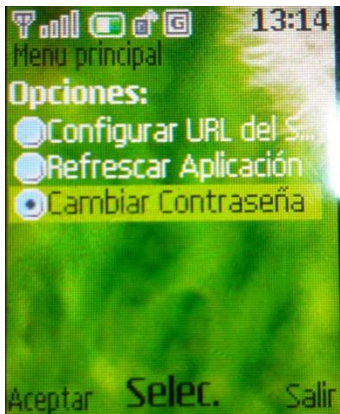 G 13:14
Menu principal
Opciones:
Configurar URL del S...
Refrescar Aplicación
Cambiar Contraseña
Aceptar Selec. Salir